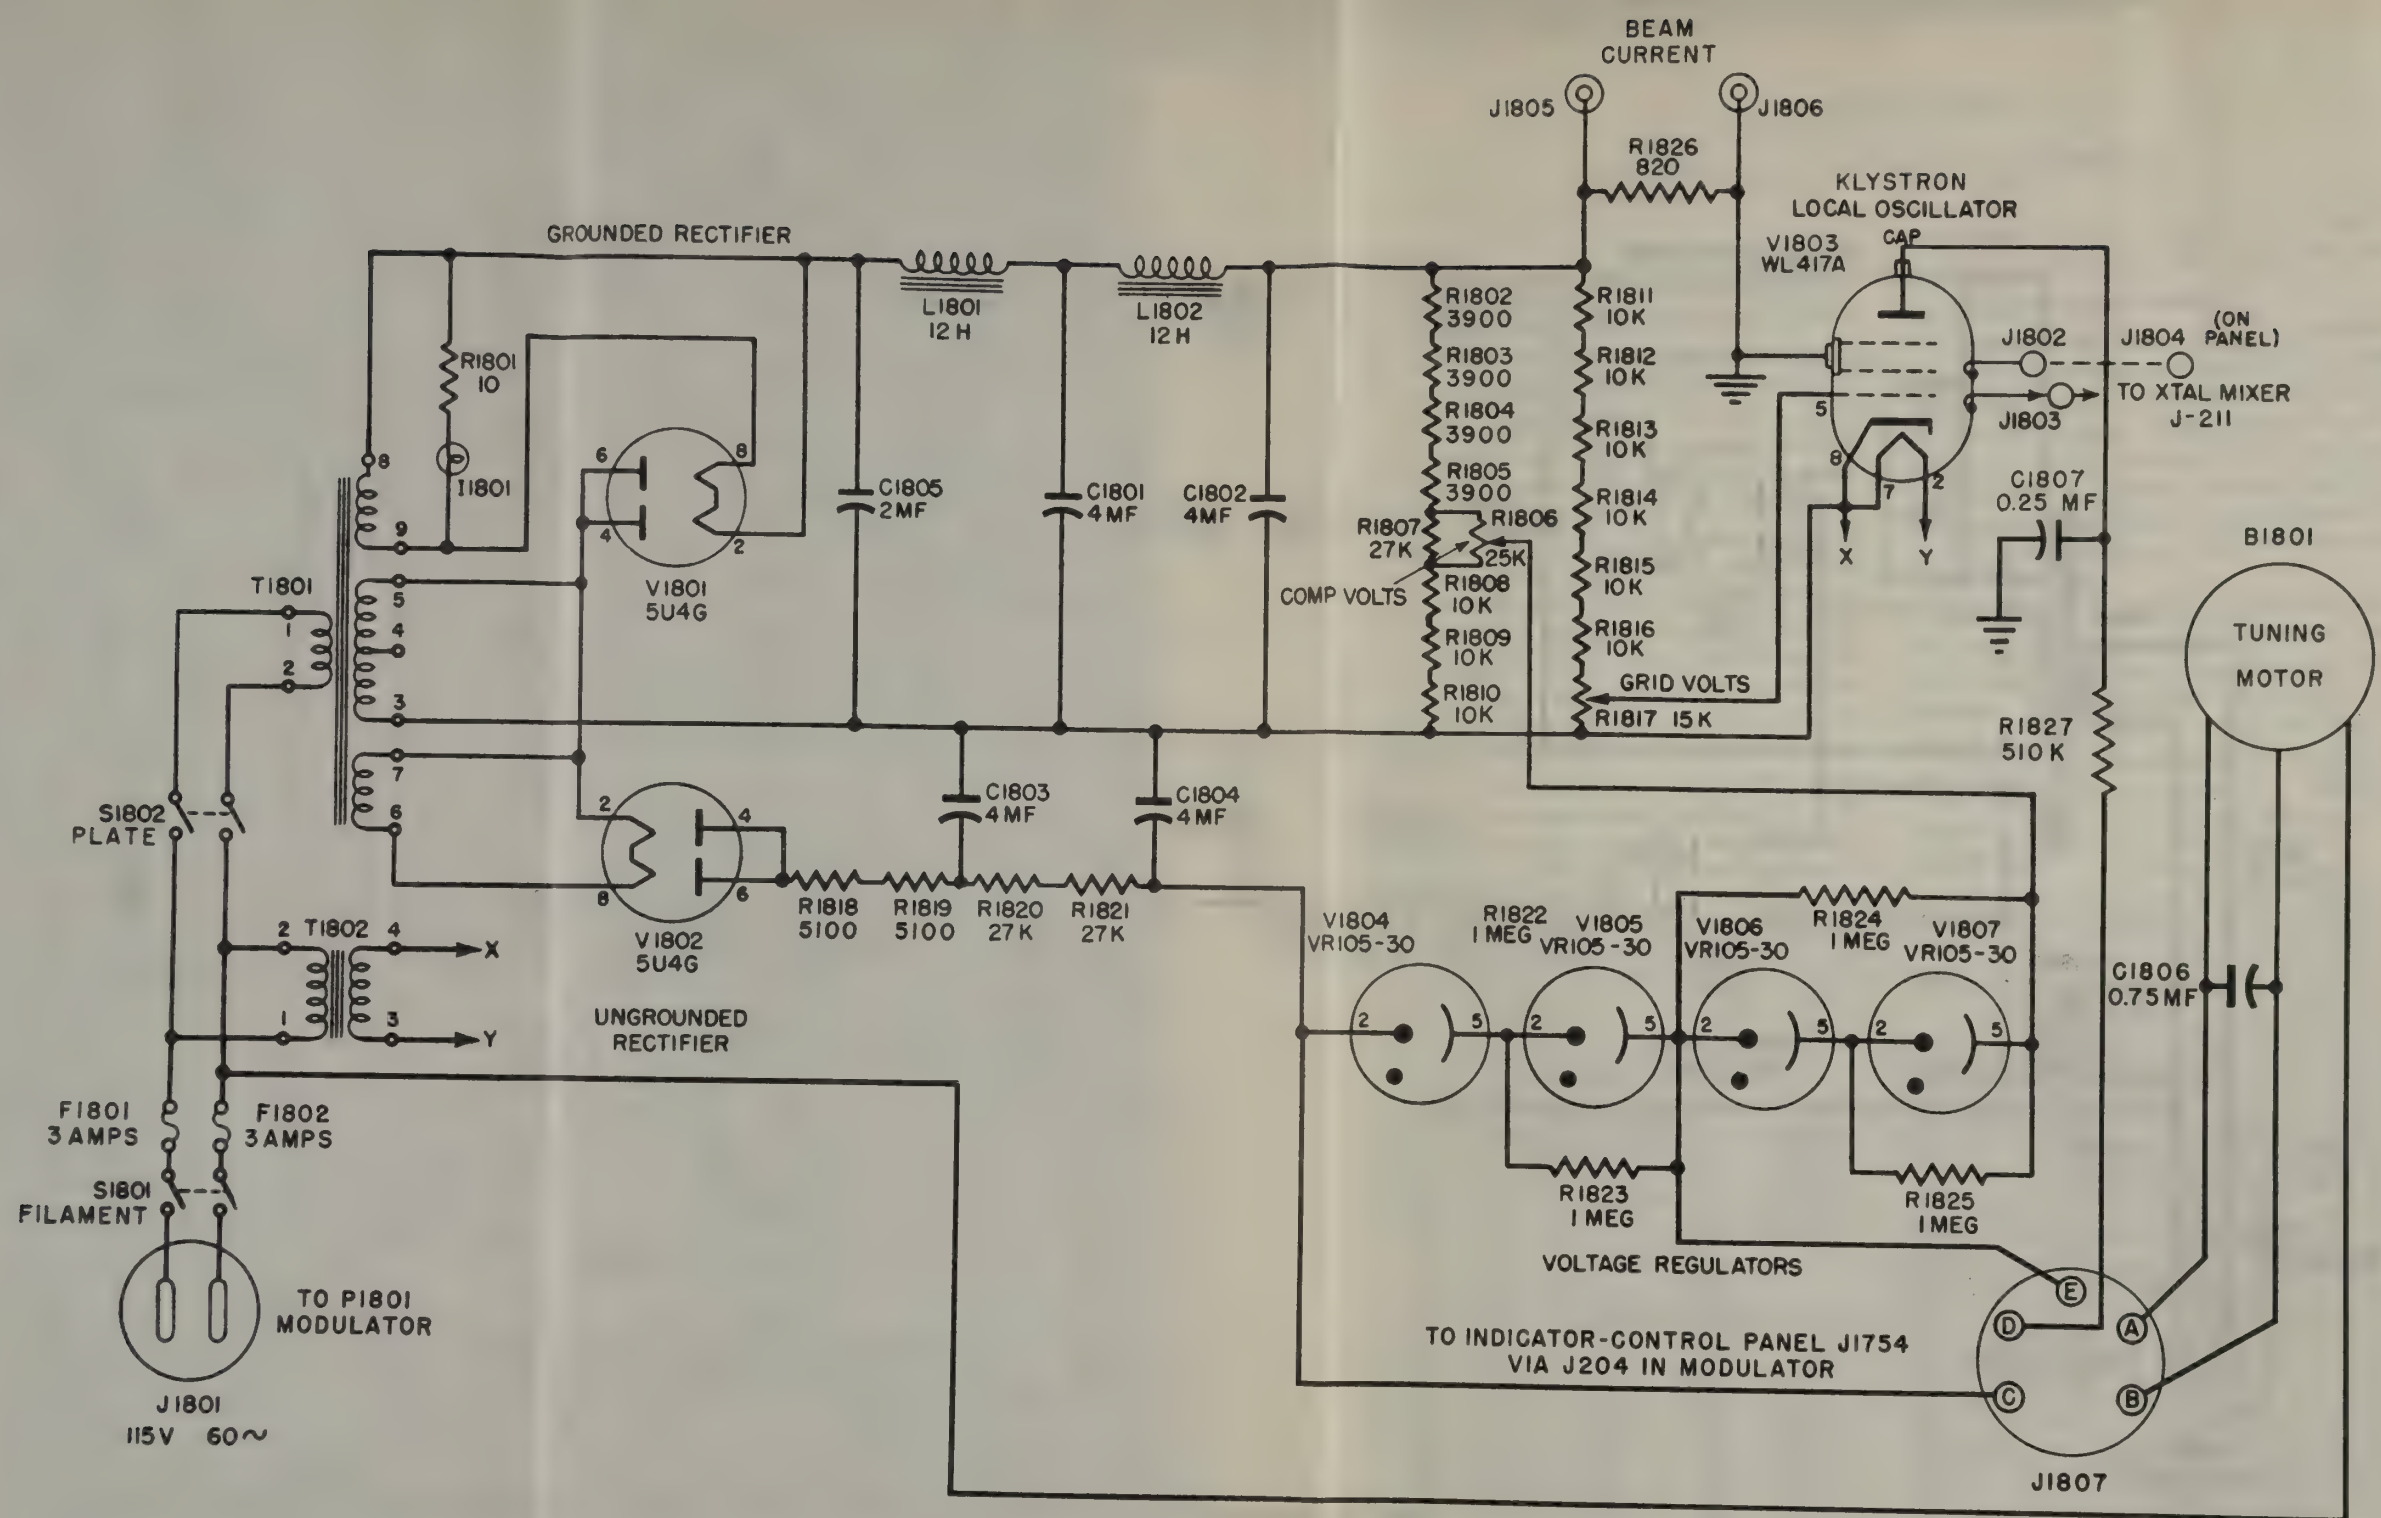 BEAM
CURRENT
J1805
J1806
R1826
820
KLYSTRON
LOCAL OSCILLATOR
CAP
V1803
WL417A
GROUNDED RECTIFIER
L1801
12H
L1802
12H
R1801
10
I1801
8
9
5
4
3
7
6
T1801
1
2
6
4
8
2
V1801
5U4G
C1805
2MF
C1801
4MF
C1802
4MF
R1802
3900
R1803
3900
R1804
3900
R1805
3900
R1807
27K
R1806
25K
COMP VOLTS
R1808
10K
R1809
10K
R1810
10K
R1811
10K
R1812
10K
R1813
10K
R1814
10K
R1815
10K
R1816
10K
GRID VOLTS
R1817 15K
5
8
7
2
X
Y
J1802
J1804
(ON
PANEL)
J1803
TO XTAL MIXER
J-211
C1807
0.25 MF
B1801
TUNING
MOTOR
R1827
510K
S1802
PLATE
2
8
4
6
V1802
5U4G
UNGROUNDED
RECTIFIER
C1803
4MF
C1804
4MF
R1818
5100
R1819
5100
R1820
27K
R1821
27K
2 T1802 4
X
1
3
Y
V1804
VR105-30
R1822
1 MEG
V1805
VR105-30
V1806
VR105-30
R1824
1 MEG
V1807
VR105-30
2
5
2
5
2
5
2
5
C1806
0.75MF
R1823
1 MEG
R1825
1 MEG
VOLTAGE REGULATORS
F1801
3 AMPS
F1802
3 AMPS
S1801
FILAMENT
TO P1801
MODULATOR
J1801
115V 60~
TO INDICATOR-CONTROL PANEL J1754
VIA J204 IN MODULATOR
E
D
A
C
B
J1807